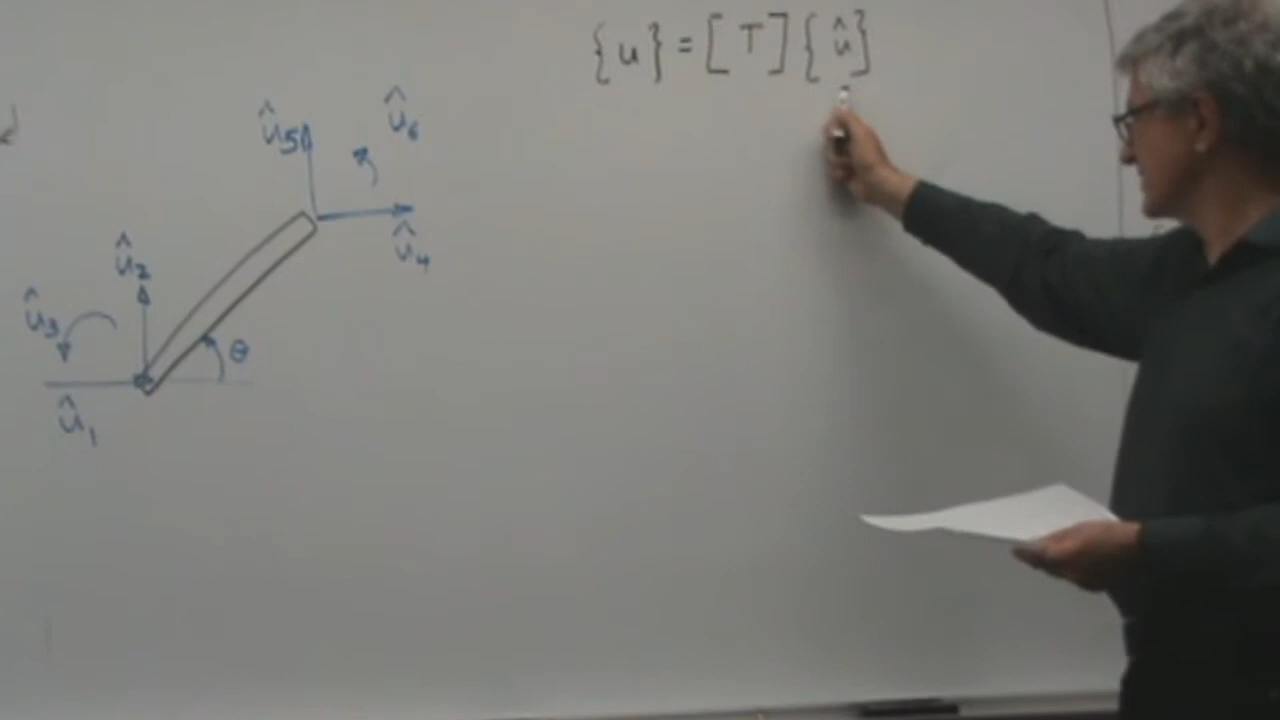 {u} = [T] {û}
û₅
û₆
û₄
û₂
û₃
θ
û₁